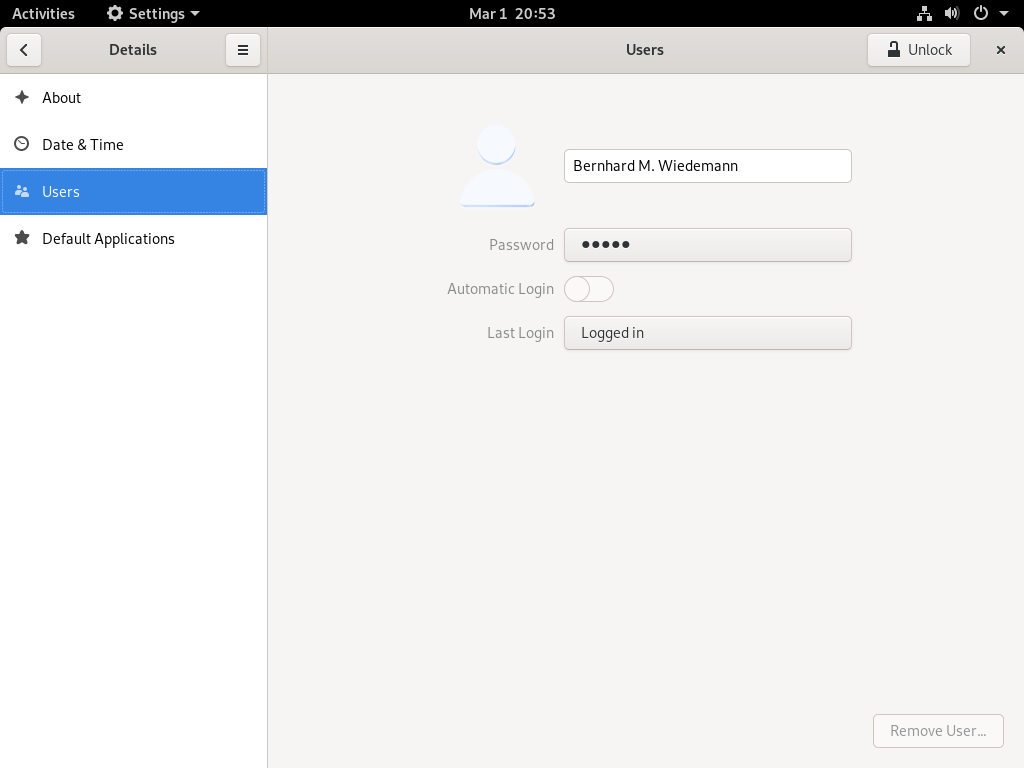 Activities Settings Mar 1 20:53
Details Users Unlock
About
Date & Time
Users
Default Applications
Bernhard M. Wiedemann
Password ●●●●●
Automatic Login
Last Login Logged in
Remove User...